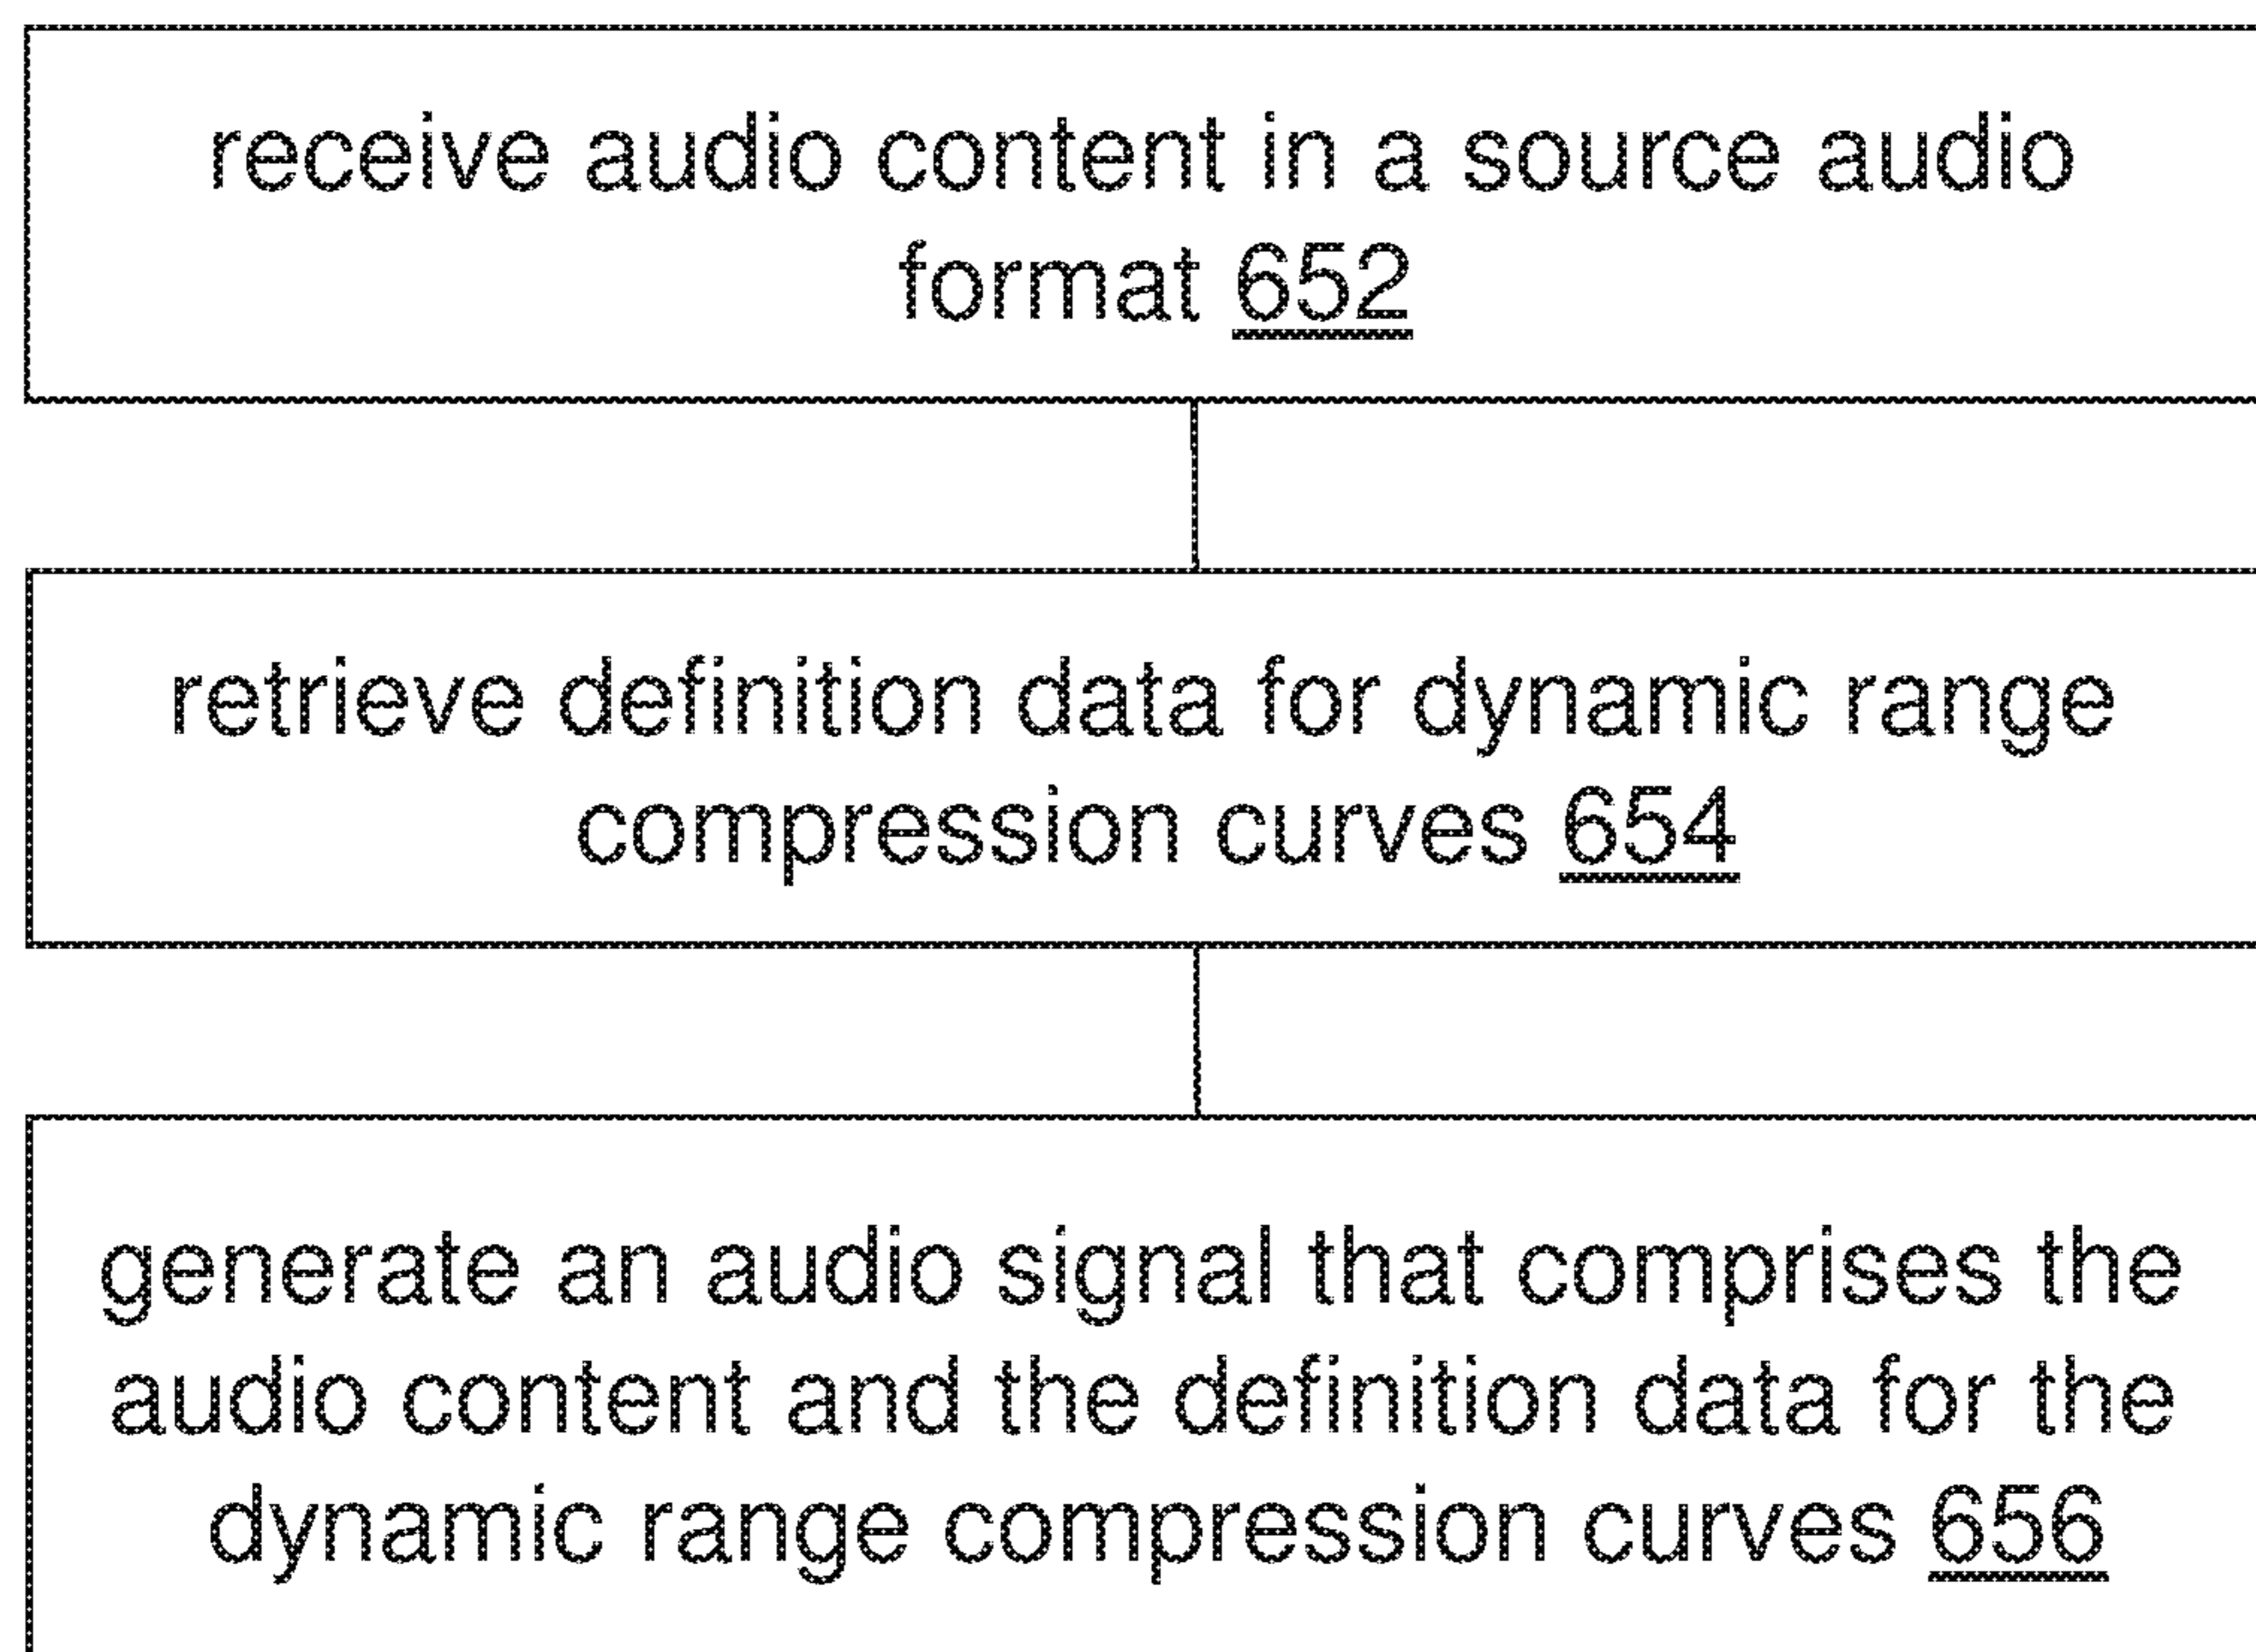 receive audio content in a source audio
format 652
retrieve definition data for dynamic range
compression curves 654
generate an audio signal that comprises the
audio content and the definition data for the
dynamic range compression curves 656